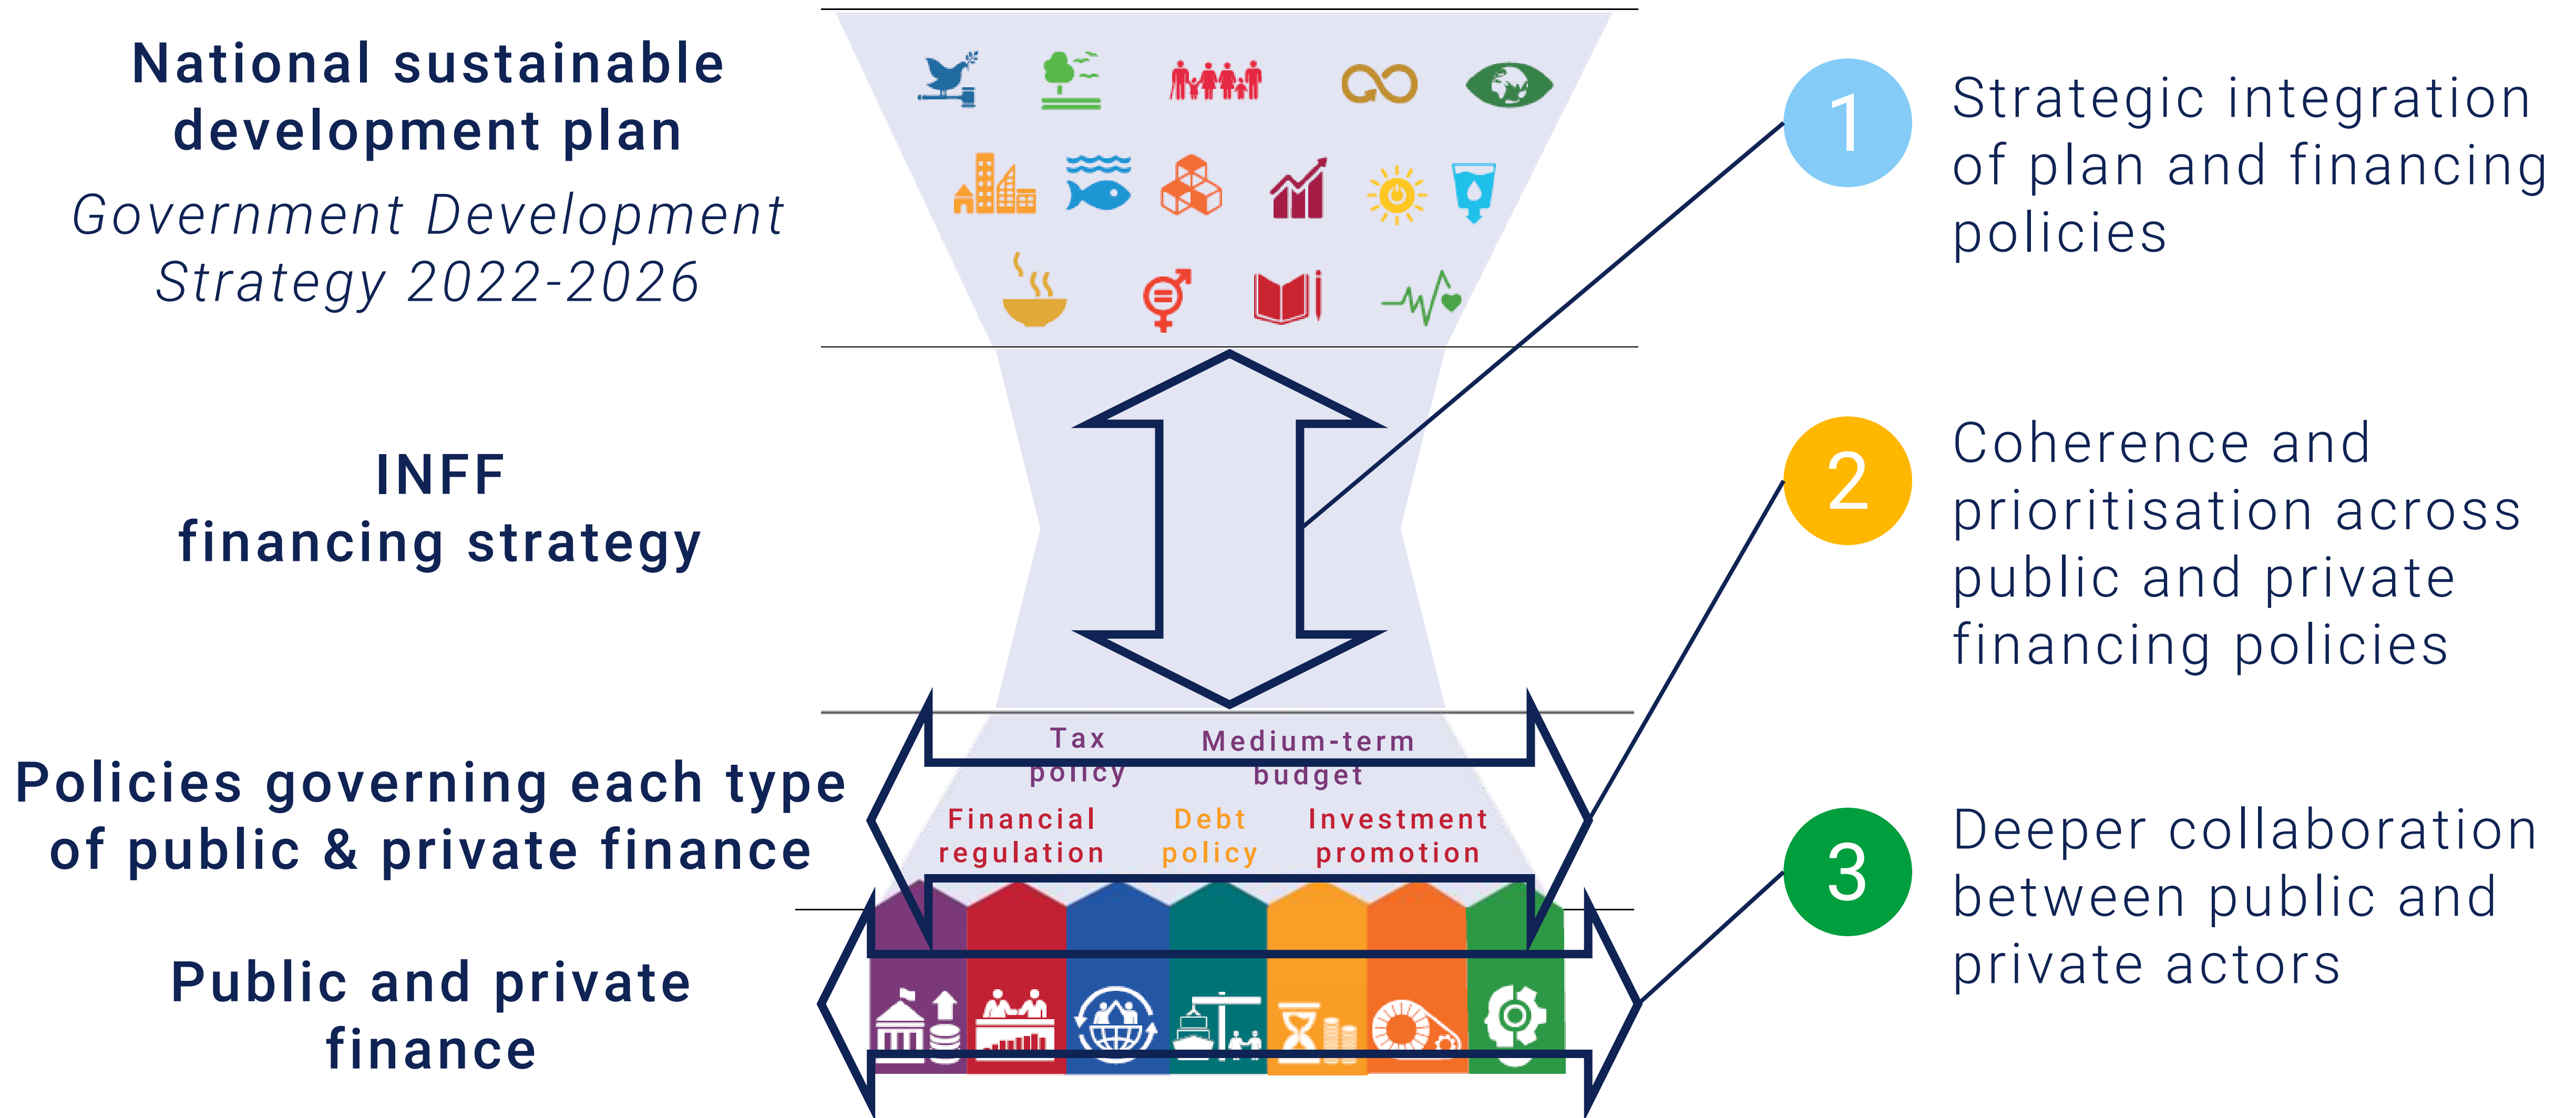 National sustainable
development plan
Government Development
Strategy 2022-2026
INFF
financing strategy
Policies governing each type
of public & private finance
Public and private
finance
Tax
policy
Medium-term
budget
Financial
regulation
Debt
policy
Investment
promotion
1
Strategic integration
of plan and financing
policies
2
Coherence and
prioritisation across
public and private
financing policies
3
Deeper collaboration
between public and
private actors